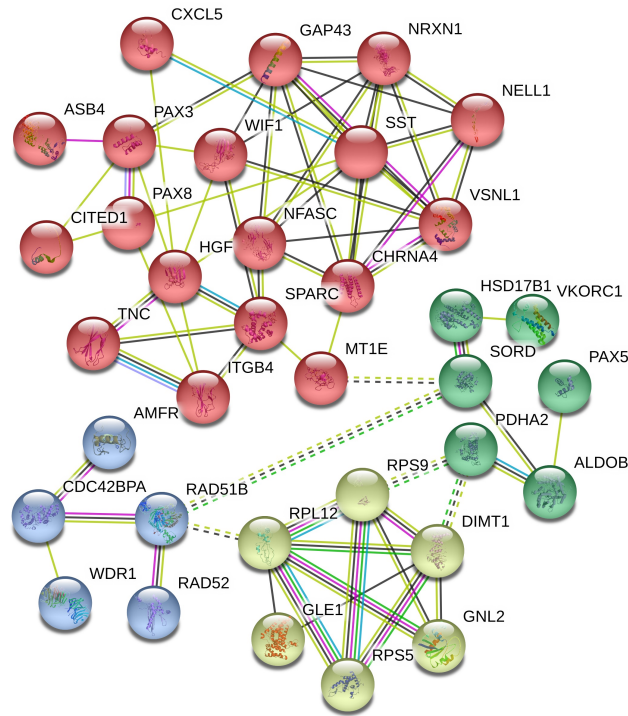 CXCL5
GAP43
NRXN1
NELL1
ASB4
PAX3
WIF1
SST
VSNL1
CITED1
PAX8
NFASC
HGF
CHRNA4
SPARC
TNC
ITGB4
MT1E
AMFR
HSD17B1
VKORC1
SORD
PAX5
PDHA2
ALDOB
CDC42BPA
RAD51B
WDR1
RAD52
RPS9
RPL12
DIMT1
GLE1
GNL2
RPS5